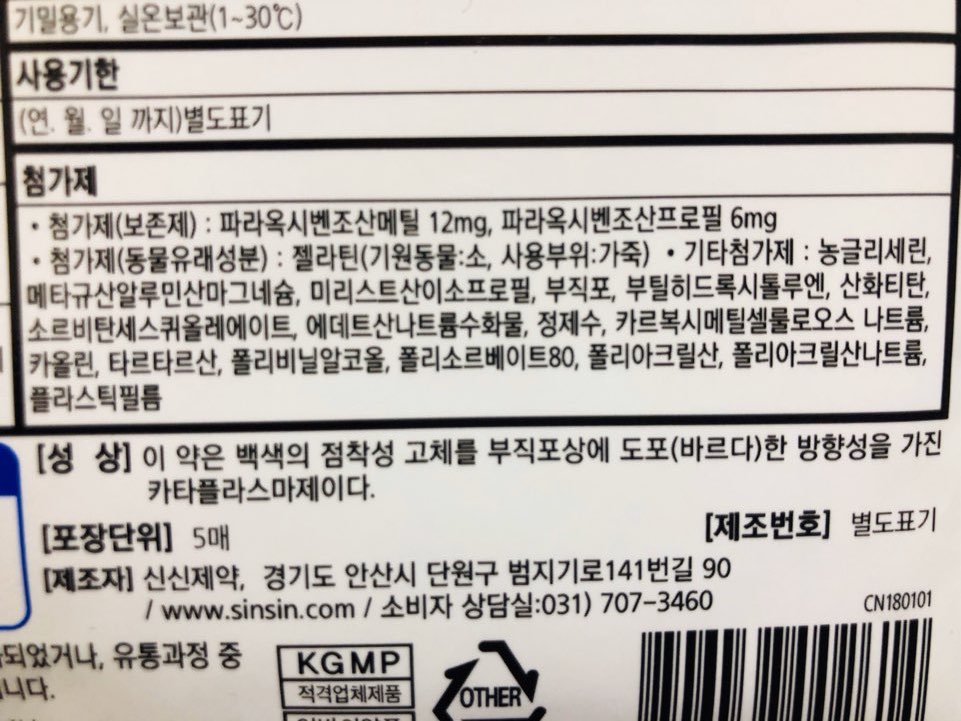 기밀용기, 실온보관(1~30℃)
사용기한
(연. 월. 일 까지)별도표기
첨가제
• 첨가제(보존제) : 파라옥시벤조산메틸 12mg, 파라옥시벤조산프로필 6mg
• 첨가제(동물유래성분) : 젤라틴(기원동물:소, 사용부위:가죽) • 기타첨가제 : 농글리세린,
메타규산알루민산마그네슘, 미리스트산이소프로필, 부직포, 부틸히드록시톨루엔, 산화티탄,
소르비탄세스퀴올레에이트, 에데트산나트륨수화물, 정제수, 카르복시메틸셀룰로오스 나트륨,
카올린, 타르타르산, 폴리비닐알코올, 폴리소르베이트80, 폴리아크릴산, 폴리아크릴산나트륨,
플라스틱필름
[성 상] 이 약은 백색의 점착성 고체를 부직포상에 도포(바르다)한 방향성을 가진
카타플라스마제이다.
[포장단위] 5매
[제조번호] 별도표기
[제조자] 신신제약, 경기도 안산시 단원구 범지기로141번길 90
/ www.sinsin.com / 소비자 상담실:031) 707-3460
CN180101
되었거나, 유통과정 중
니다.
KGMP
적격업체제품
OTHER